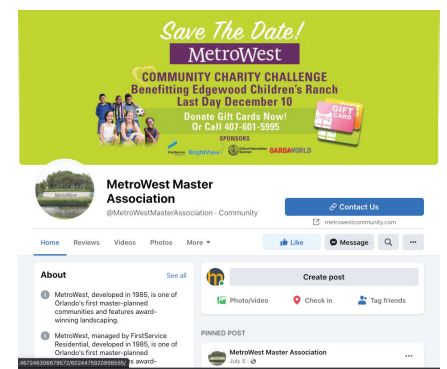 Save The Date!
MetroWest
COMMUNITY CHARITY CHALLENGE
Benefitting Edgewood Children's Ranch
Last Day December 10
Donate Gift Cards Now!
Or Call 407-601-5995
SPONSORS
FirstService
BrightView
Critical Intervention
Services
GARDAWORLD
GIFT
CARD
MetroWest
MetroWest Master
Association
@MetroWestMasterAssociation · Community
Contact Us
metrowestcommunity.com
Home Reviews Videos Photos More
Like Message
About See all
MetroWest, developed in 1985, is one of
Orlando's first master-planned
communities and features award-
winning landscaping.
MetroWest, managed by FirstService
Residential, developed in 1985, is one of
Orlando's first master-planned
s award-
Create post
Photo/video Check in Tag friends
PINNED POST
MetroWest Master Association
July 5 ·